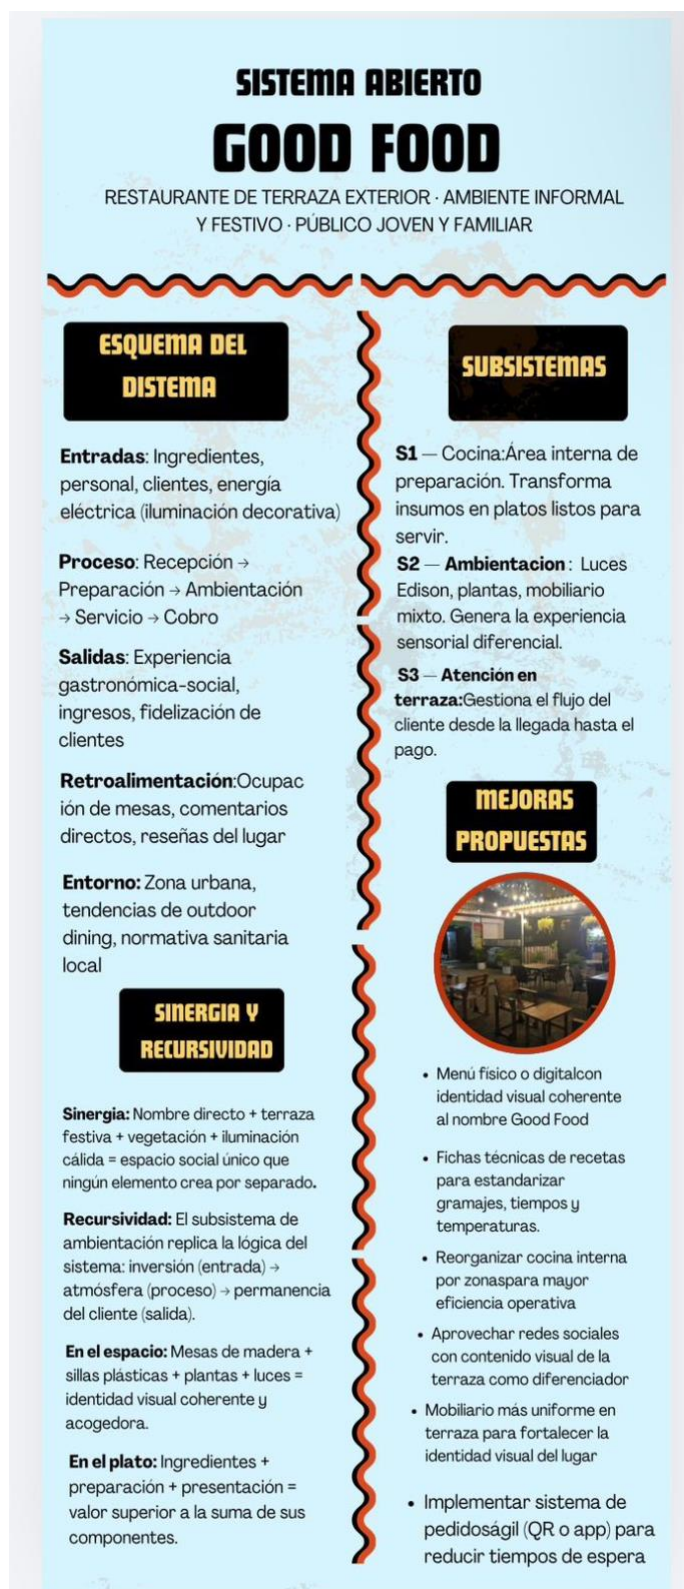 SISTEMA ABIERTO
GOOD FOOD
RESTAURANTE DE TERRAZA EXTERIOR · AMBIENTE INFORMAL
Y FESTIVO · PÚBLICO JOVEN Y FAMILIAR
ESQUEMA DEL
DISTEMA
Entradas: Ingredientes,
personal, clientes, energía
eléctrica (iluminación decorativa)
Proceso: Recepción →
Preparación → Ambientación
→ Servicio → Cobro
Salidas: Experiencia
gastronómica-social,
ingresos, fidelización de
clientes
Retroalimentación:Ocupac
ión de mesas, comentarios
directos, reseñas del lugar
Entorno: Zona urbana,
tendencias de outdoor
dining, normativa sanitaria
local
SINERGIA Y
RECURSIVIDAD
Sinergia: Nombre directo + terraza
festiva + vegetación + iluminación
cálida = espacio social único que
ningún elemento crea por separado.
Recursividad: El subsistema de
ambientación replica la lógica del
sistema: inversión (entrada) →
atmósfera (proceso) → permanencia
del cliente (salida).
En el espacio: Mesas de madera +
sillas plásticas + plantas + luces =
identidad visual coherente y
acogedora.
En el plato: Ingredientes +
preparación + presentación =
valor superior a la suma de sus
componentes.
SUBSISTEMAS
S1 — Cocina:Área interna de
preparación. Transforma
insumos en platos listos para
servir.
S2 — Ambientacion : Luces
Edison, plantas, mobiliario
mixto. Genera la experiencia
sensorial diferencial.
S3 — Atención en
terraza:Gestiona el flujo del
cliente desde la llegada hasta el
pago.
MEJORAS
PROPUESTAS
• Menú físico o digitalcon
identidad visual coherente
al nombre Good Food
• Fichas técnicas de recetas
para estandarizar
gramajes, tiempos y
temperaturas.
• Reorganizar cocina interna
por zonaspara mayor
eficiencia operativa
• Aprovechar redes sociales
con contenido visual de la
terraza como diferenciador
• Mobiliario más uniforme en
terraza para fortalecer la
identidad visual del lugar
• Implementar sistema de
pedidoságil (QR o app) para
reducir tiempos de espera